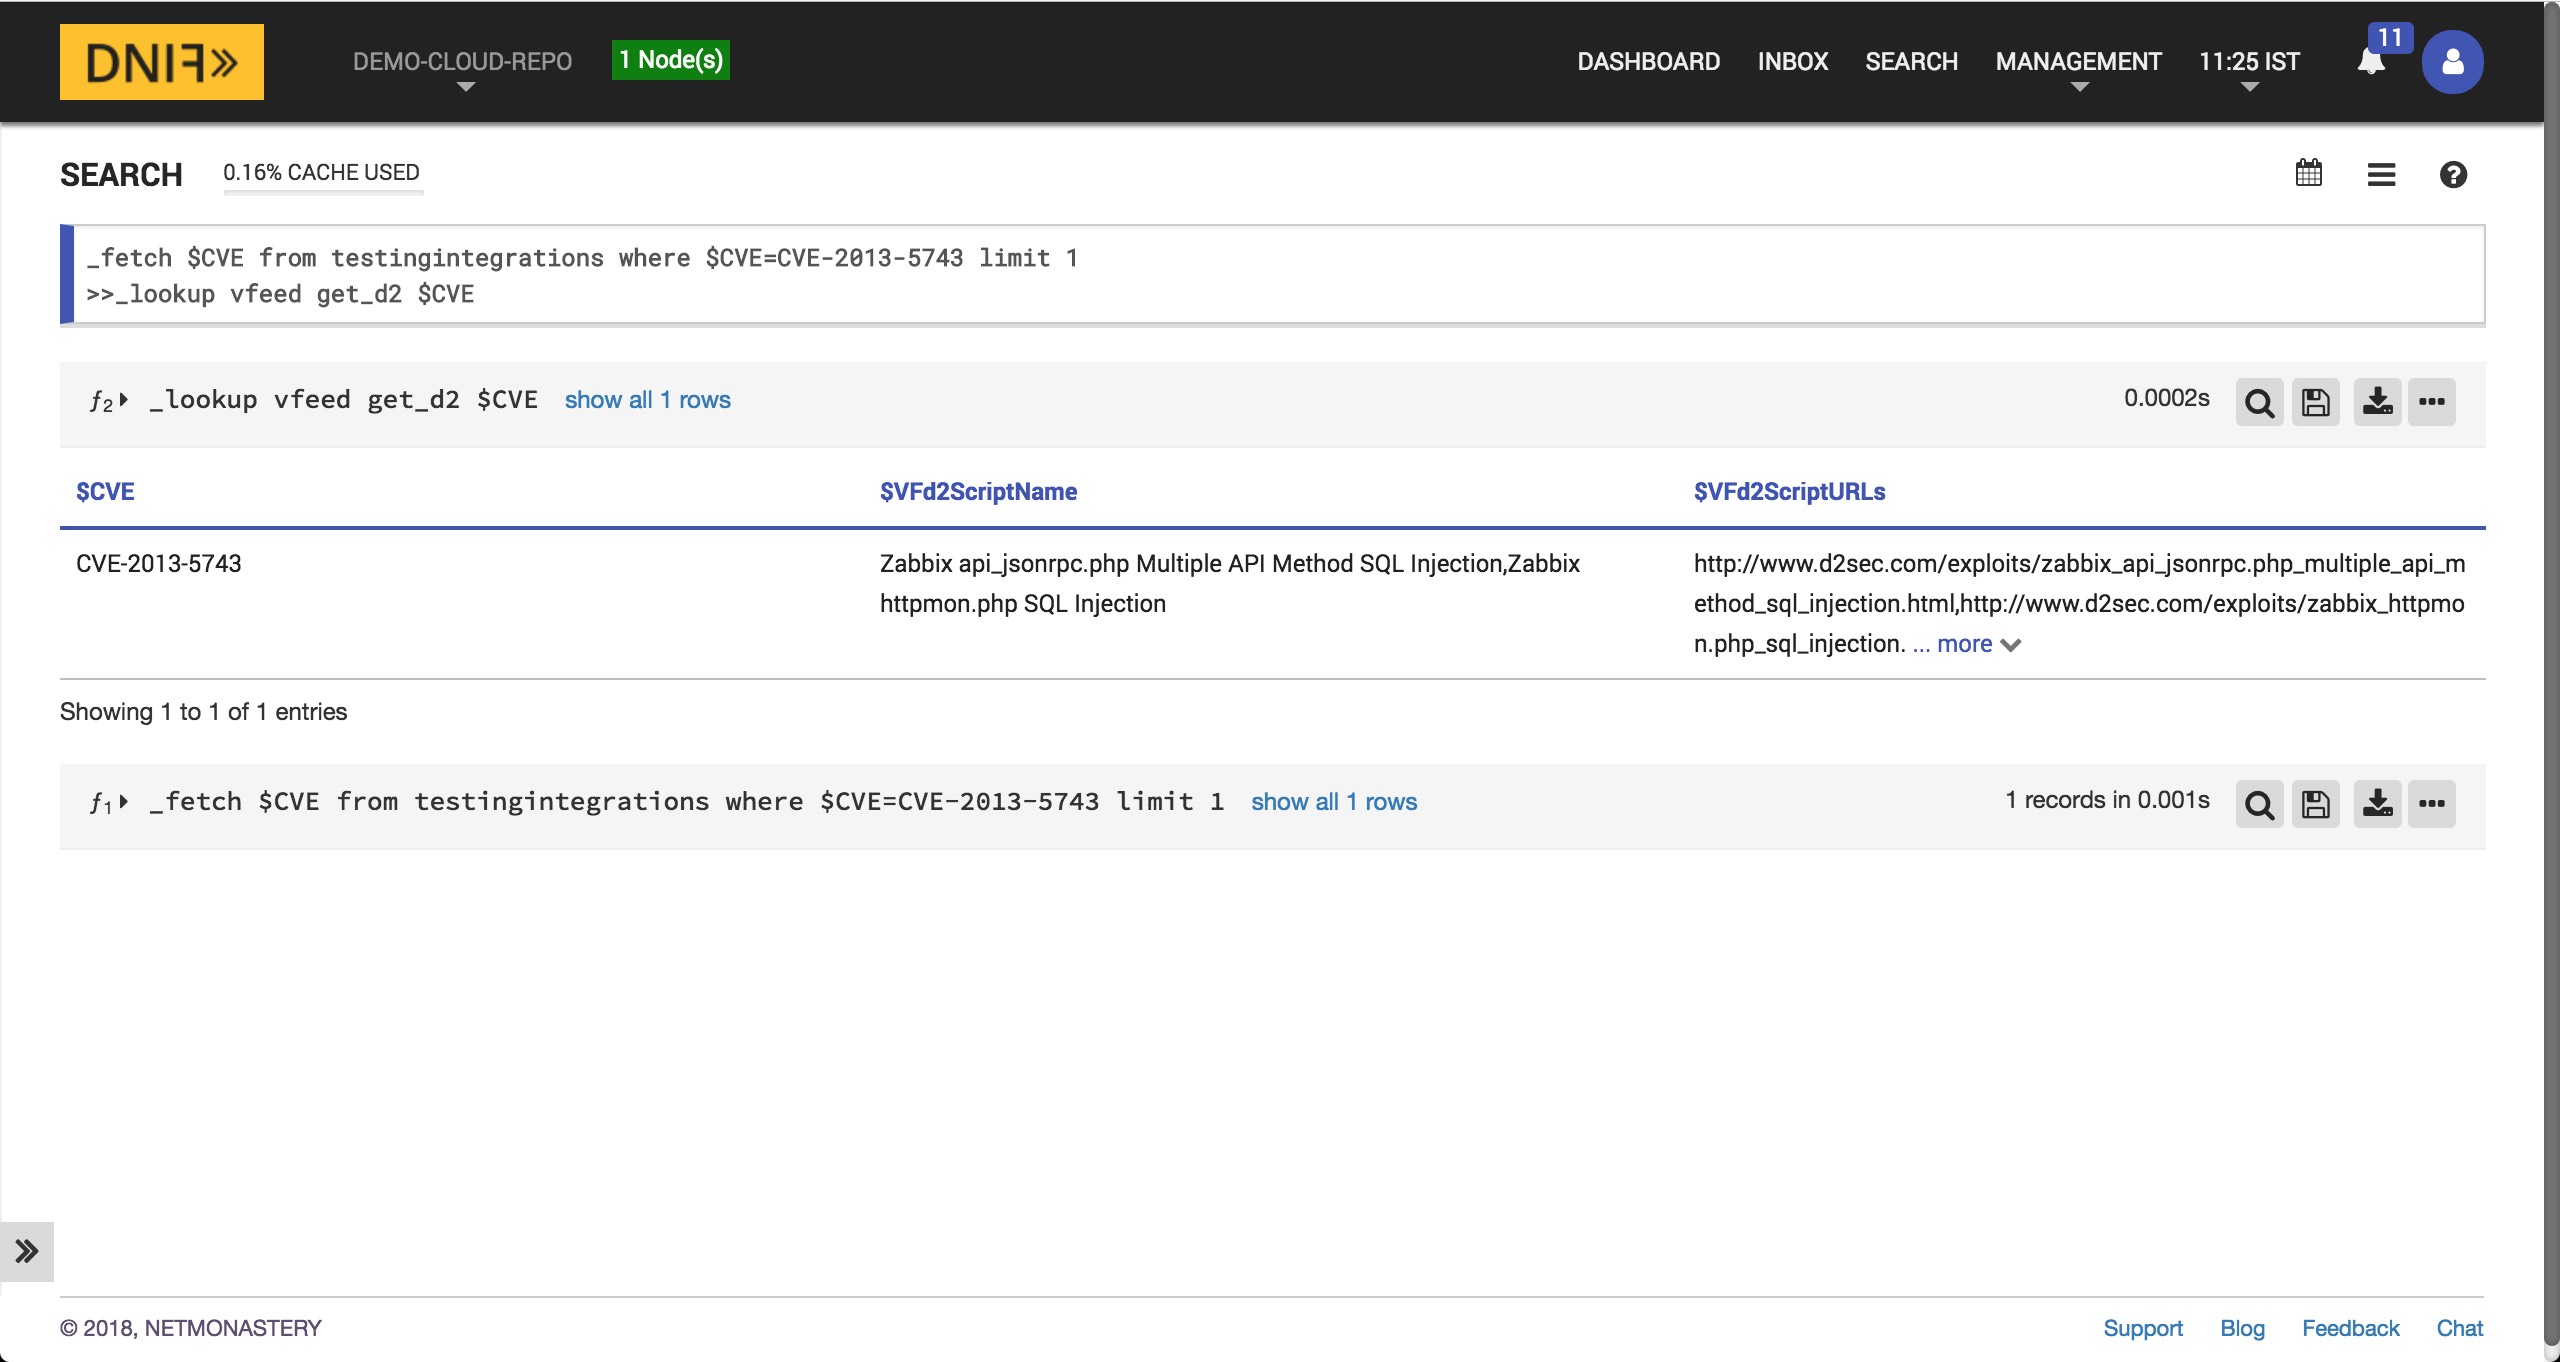 DNIF»
DEMO-CLOUD-REPO
1 Node(s)
DASHBOARD
INBOX
SEARCH
MANAGEMENT
11:25 IST
11
SEARCH
0.16% CACHE USED
_fetch $CVE from testingintegrations where $CVE=CVE-2013-5743 limit 1
>>_lookup vfeed get_d2 $CVE
ƒ2 _lookup vfeed get_d2 $CVE show all 1 rows
0.0002s
$CVE
$VFd2ScriptName
$VFd2ScriptURLs
CVE-2013-5743
Zabbix api_jsonrpc.php Multiple API Method SQL Injection,Zabbix
httpmon.php SQL Injection
http://www.d2sec.com/exploits/zabbix_api_jsonrpc.php_multiple_api_m
ethod_sql_injection.html,http://www.d2sec.com/exploits/zabbix_httpmo
n.php_sql_injection. ... more
Showing 1 to 1 of 1 entries
ƒ1 _fetch $CVE from testingintegrations where $CVE=CVE-2013-5743 limit 1 show all 1 rows
1 records in 0.001s
© 2018, NETMONASTERY
Support
Blog
Feedback
Chat